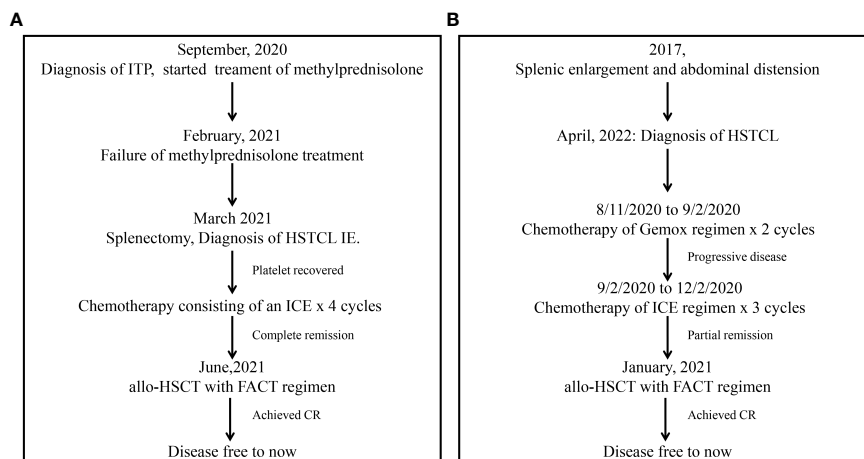 A
September, 2020
Diagnosis of ITP, started treament of methylprednisolone
February, 2021
Failure of methylprednisolone treatment
March 2021
Splenectomy, Diagnosis of HSTCL IE.
Platelet recovered
Chemotherapy consisting of an ICE x 4 cycles
Complete remission
June,2021
allo-HSCT with FACT regimen
Achieved CR
Disease free to now
B
2017,
Splenic enlargement and abdominal distension
April, 2022: Diagnosis of HSTCL
8/11/2020 to 9/2/2020
Chemotherapy of Gemox regimen x 2 cycles
Progressive disease
9/2/2020 to 12/2/2020
Chemotherapy of ICE regimen x 3 cycles
Partial remission
January, 2021
allo-HSCT with FACT regimen
Achieved CR
Disease free to now